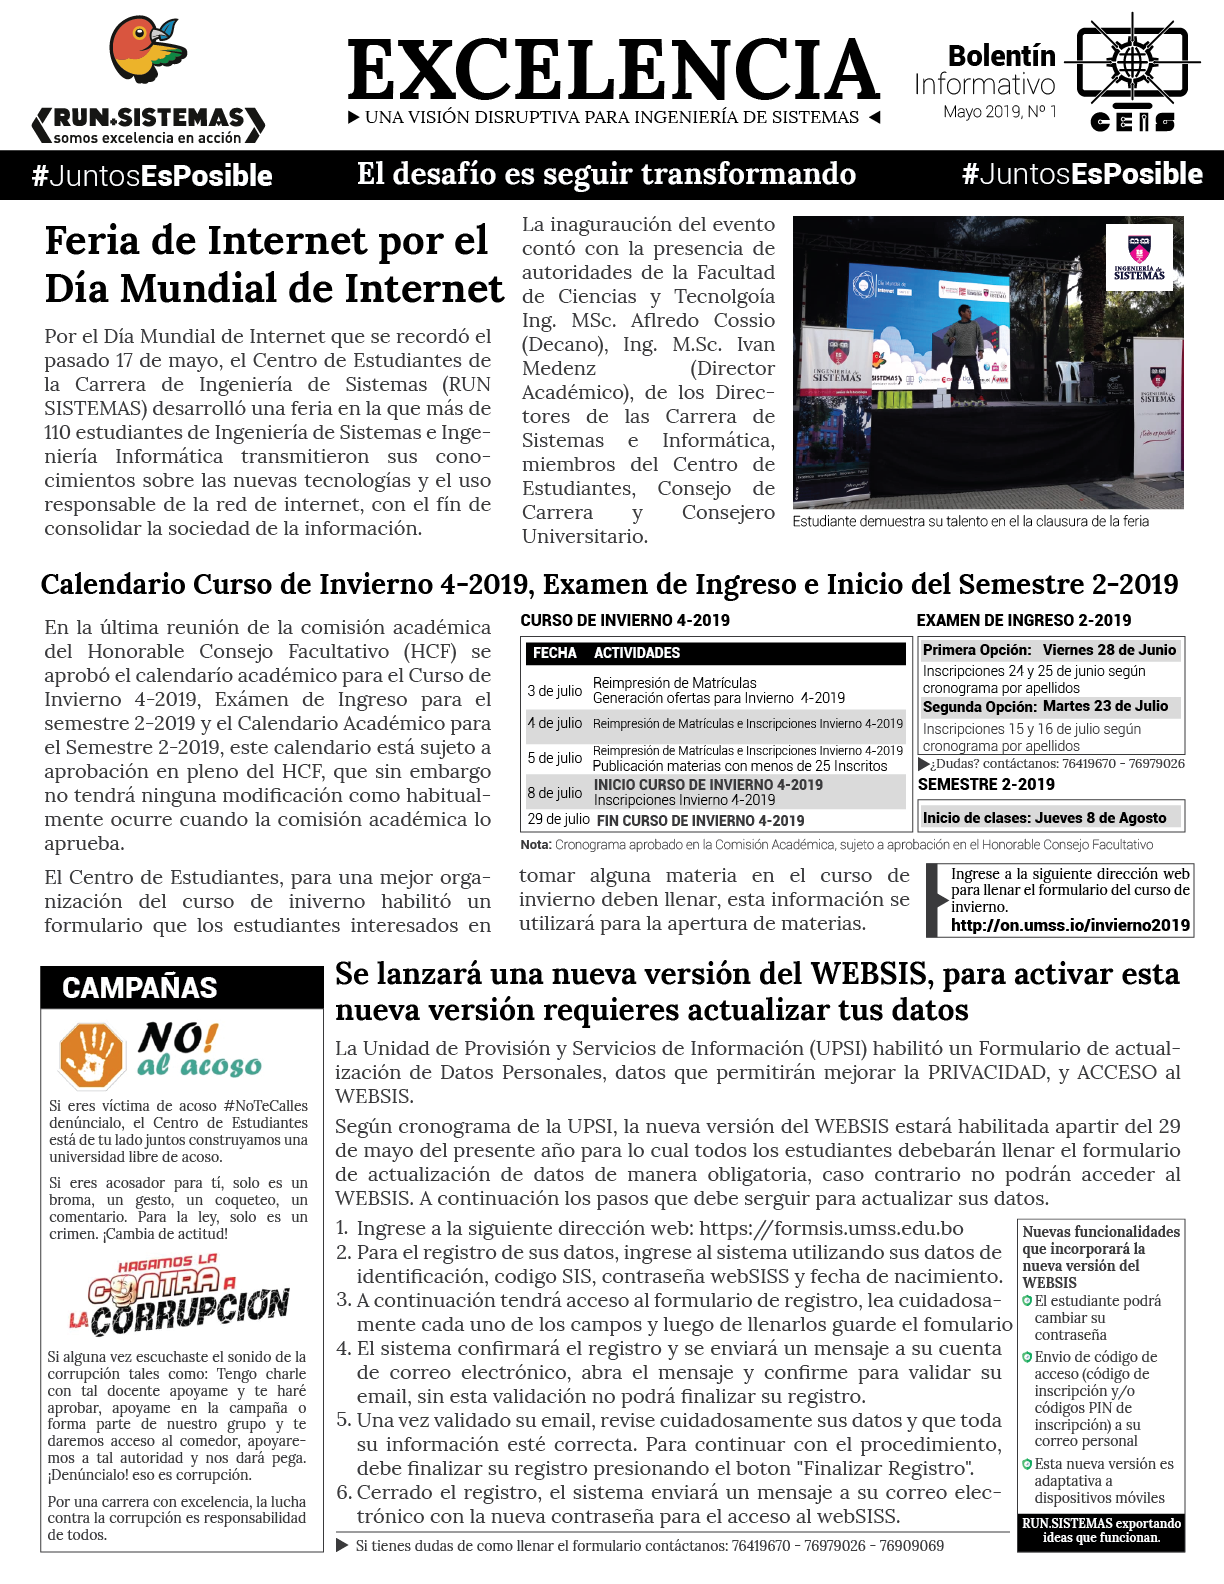 RUN.SISTEMAS
somos excelencia en acción
EXCELENCIA
UNA VISIÓN DISRUPTIVA PARA INGENIERÍA DE SISTEMAS
Bolentín
Informativo
Mayo 2019, Nº 1
CEIS
#JuntosEsPosible
El desafío es seguir transformando
#JuntosEsPosible
Feria de Internet por el
Día Mundial de Internet
Por el Día Mundial de Internet que se recordó el
pasado 17 de mayo, el Centro de Estudiantes de
la Carrera de Ingeniería de Sistemas (RUN
SISTEMAS) desarrolló una feria en la que más de
110 estudiantes de Ingeniería de Sistemas e Inge-
niería Informática transmitieron sus cono-
cimientos sobre las nuevas tecnologías y el uso
responsable de la red de internet, con el fín de
consolidar la sociedad de la información.
La inaguraución del evento
contó con la presencia de
autoridades de la Facultad
de Ciencias y Tecnolgoía
Ing. MSc. Aflredo Cossio
(Decano), Ing. M.Sc. Ivan
Medenz (Director
Académico), de los Direc-
tores de las Carrera de
Sistemas e Informática,
miembros del Centro de
Estudiantes, Consejo de
Carrera y Consejero
Universitario.
INGENIERÍA de
SISTEMAS
Día Mundial de
Internet
INGENIERÍA de
SISTEMAS
INGENIERÍA de
SISTEMAS
Estudiante demuestra su talento en el la clausura de la feria
Calendario Curso de Invierno 4-2019, Examen de Ingreso e Inicio del Semestre 2-2019
En la última reunión de la comisión académica
del Honorable Consejo Facultativo (HCF) se
aprobó el calendarío académico para el Curso de
Invierno 4-2019, Exámen de Ingreso para el
semestre 2-2019 y el Calendario Académico para
el Semestre 2-2019, este calendario está sujeto a
aprobación en pleno del HCF, que sin embargo
no tendrá ninguna modificación como habitual-
mente ocurre cuando la comisión académica lo
aprueba.
El Centro de Estudiantes, para una mejor orga-
nización del curso de iniverno habilitó un
formulario que los estudiantes interesados en
CURSO DE INVIERNO 4-2019
FECHA ACTIVIDADES
3 de julio Reimpresión de Matrículas
Generación ofertas para Invierno 4-2019
4 de julio Reimpresión de Matrículas e Inscripciones Invierno 4-2019
5 de julio Reimpresión de Matrículas e Inscripciones Invierno 4-2019
Publicación materias con menos de 25 Inscritos
8 de julio INICIO CURSO DE INVIERNO 4-2019
Inscripciones Invierno 4-2019
29 de julio FIN CURSO DE INVIERNO 4-2019
EXAMEN DE INGRESO 2-2019
Primera Opción: Viernes 28 de Junio
Inscripciones 24 y 25 de junio según
cronograma por apellidos
Segunda Opción: Martes 23 de Julio
Inscripciones 15 y 16 de julio según
cronograma por apellidos
¿Dudas? contáctanos: 76419670 - 76979026
SEMESTRE 2-2019
Inicio de clases: Jueves 8 de Agosto
Nota: Cronograma aprobado en la Comisión Académica, sujeto a aprobación en el Honorable Consejo Facultativo
tomar alguna materia en el curso de
invierno deben llenar, esta información se
utilizará para la apertura de materias.
Ingrese a la siguiente dirección web
para llenar el formulario del curso de
invierno.
http://on.umss.io/invierno2019
CAMPAÑAS
NO!
al acoso
Si eres víctima de acoso #NoTeCalles
denúncialo, el Centro de Estudiantes
está de tu lado juntos construyamos una
universidad libre de acoso.
Si eres acosador para tí, solo es un
broma, un gesto, un coqueteo, un
comentario. Para la ley, solo es un
crimen. ¡Cambia de actitud!
HAGAMOS LA
CONTRA A
LA CORRUPCIÓN
Si alguna vez escuchaste el sonido de la
corrupción tales como: Tengo charle
con tal docente apoyame y te haré
aprobar, apoyame en la campaña o
forma parte de nuestro grupo y te
daremos acceso al comedor, apoyare-
mos a tal autoridad y nos dará pega.
¡Denúncialo! eso es corrupción.
Por una carrera con excelencia, la lucha
contra la corrupción es responsabilidad
de todos.
Se lanzará una nueva versión del WEBSIS, para activar esta
nueva versión requieres actualizar tus datos
La Unidad de Provisión y Servicios de Información (UPSI) habilitó un Formulario de actual-
ización de Datos Personales, datos que permitirán mejorar la PRIVACIDAD, y ACCESO al
WEBSIS.
Según cronograma de la UPSI, la nueva versión del WEBSIS estará habilitada apartir del 29
de mayo del presente año para lo cual todos los estudiantes debebarán llenar el formulario
de actualización de datos de manera obligatoria, caso contrario no podrán acceder al
WEBSIS. A continuación los pasos que debe serguir para actualizar sus datos.
1. Ingrese a la siguiente dirección web: https://formsis.umss.edu.bo
2. Para el registro de sus datos, ingrese al sistema utilizando sus datos de
identificación, codigo SIS, contraseña webSISS y fecha de nacimiento.
3. A continuación tendrá acceso al formulario de registro, lea cuidadosa-
mente cada uno de los campos y luego de llenarlos guarde el fomulario
4. El sistema confirmará el registro y se enviará un mensaje a su cuenta
de correo electrónico, abra el mensaje y confirme para validar su
email, sin esta validación no podrá finalizar su registro.
5. Una vez validado su email, revise cuidadosamente sus datos y que toda
su información esté correcta. Para continuar con el procedimiento,
debe finalizar su registro presionando el boton "Finalizar Registro".
6. Cerrado el registro, el sistema enviará un mensaje a su correo elec-
trónico con la nueva contraseña para el acceso al webSISS.
Si tienes dudas de como llenar el formulario contáctanos: 76419670 - 76979026 - 76909069
Nuevas funcionalidades
que incorporará la
nueva versión del
WEBSIS
El estudiante podrá
cambiar su
contraseña
Envio de código de
acceso (código de
inscripción y/o
códigos PIN de
inscripción) a su
correo personal
Esta nueva versión es
adaptativa a
dispositivos móviles
RUN.SISTEMAS exportando
ideas que funcionan.